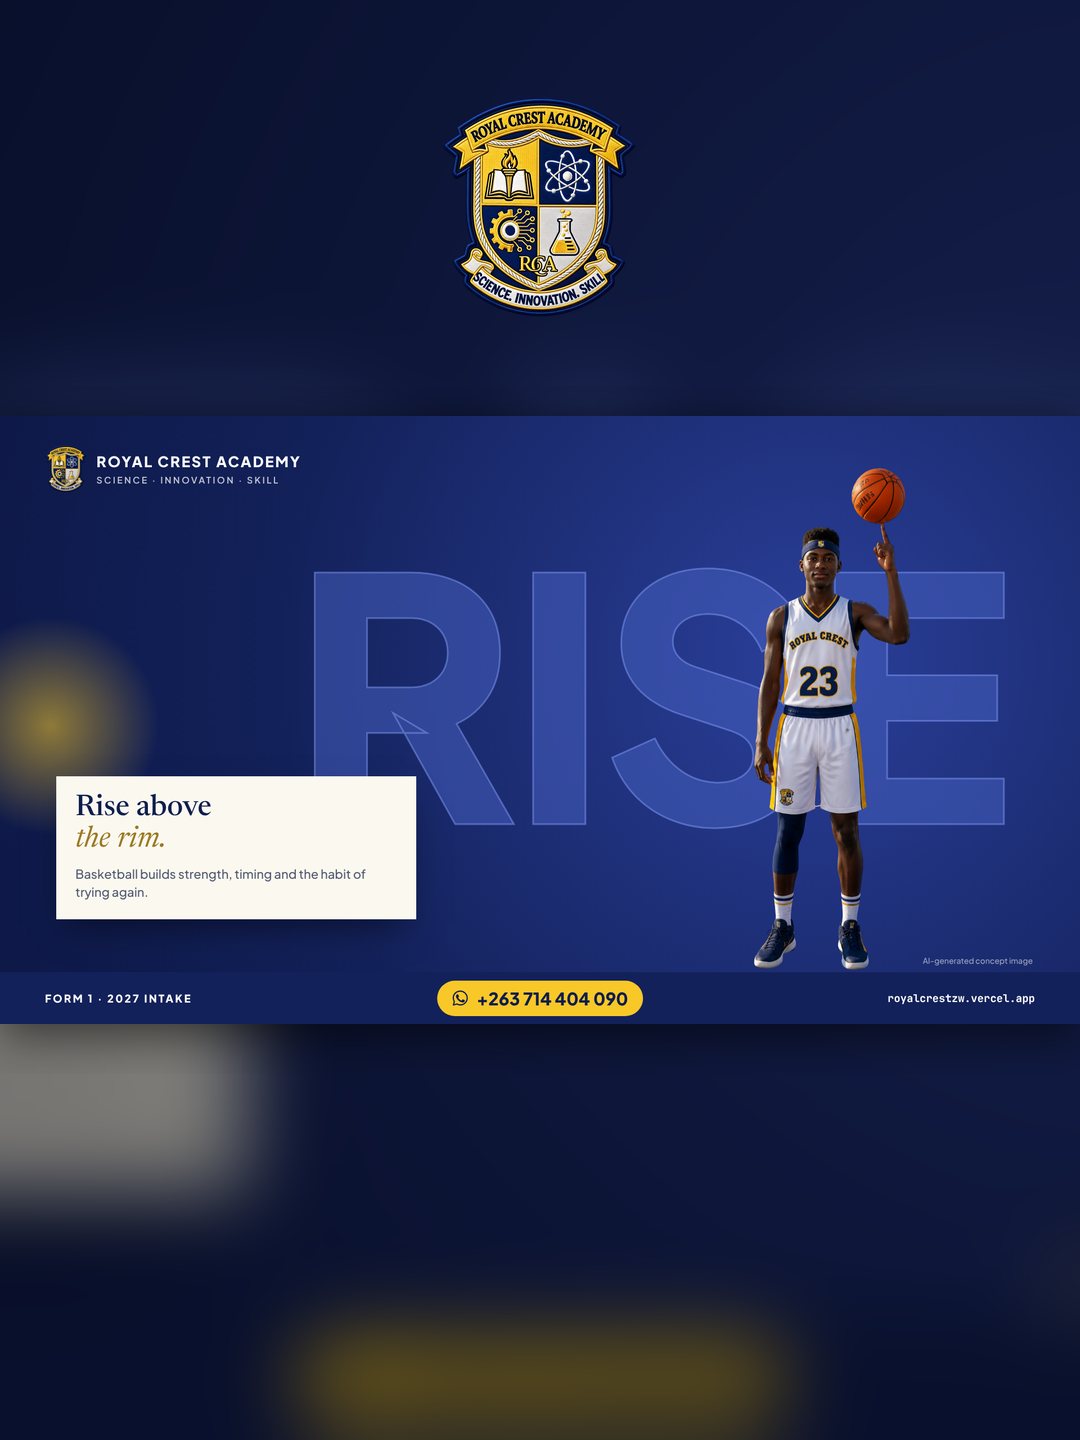 ROYAL CREST ACADEMY
RCA
SCIENCE. INNOVATION. SKILL
ROYAL CREST ACADEMY
SCIENCE · INNOVATION · SKILL
RISE
ROYAL CREST
23
Rise above
the rim.
Basketball builds strength, timing and the habit of
trying again.
AI-generated concept image
FORM 1 · 2027 INTAKE
+263 714 404 090
royalcrestzw.vercel.app